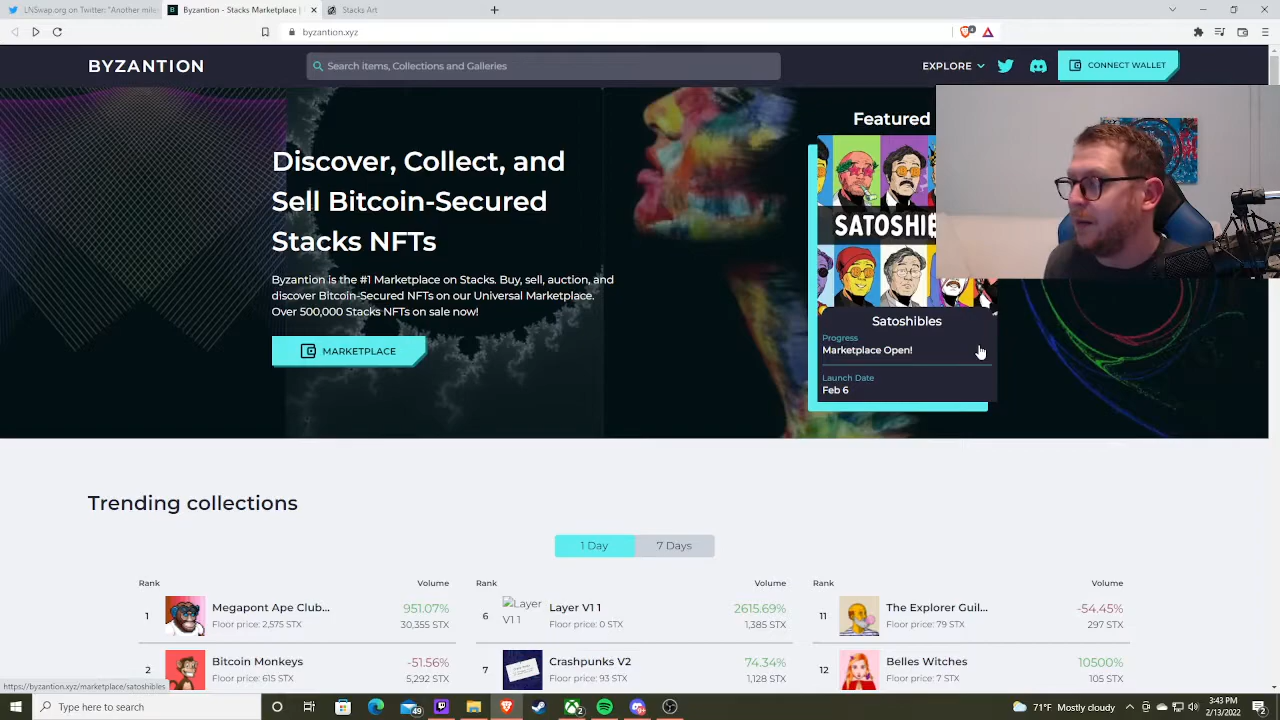 LNSwap.org on Twitter: "Another mile
Byzantion - Stacks Marketplace |
Stacks Art
byzantion.xyz
BYZANTION
Search items, Collections and Galleries
EXPLORE
CONNECT WALLET
Discover, Collect, and
Sell Bitcoin-Secured
Stacks NFTs
Byzantion is the #1 Marketplace on Stacks. Buy, sell, auction, and
discover Bitcoin-Secured NFTs on our Universal Marketplace.
Over 500,000 Stacks NFTs on sale now!
MARKETPLACE
Featured
SATOSHIB
Satoshibles
Progress
Marketplace Open!
Launch Date
Feb 6
Trending collections
1 Day
7 Days
Rank Volume Rank Volume Rank Volume
1 Megapont Ape Club... 951.07%
Floor price: 2,575 STX 30,355 STX
6 Layer V1 1 2615.69%
Layer
V1 1
Floor price: 0 STX 1,385 STX
11 The Explorer Guil... -54.45%
Floor price: 79 STX 297 STX
2 Bitcoin Monkeys -51.56%
Floor price: 615 STX 5,292 STX
7 Crashpunks V2 74.34%
Floor price: 93 STX 1,128 STX
12 Belles Witches 10500%
Floor price: 7 STX 105 STX
https://byzantion.xyz/marketplace/satoshibles
Type here to search
49
2
71°F Mostly cloudy
3:43 PM
2/13/2022